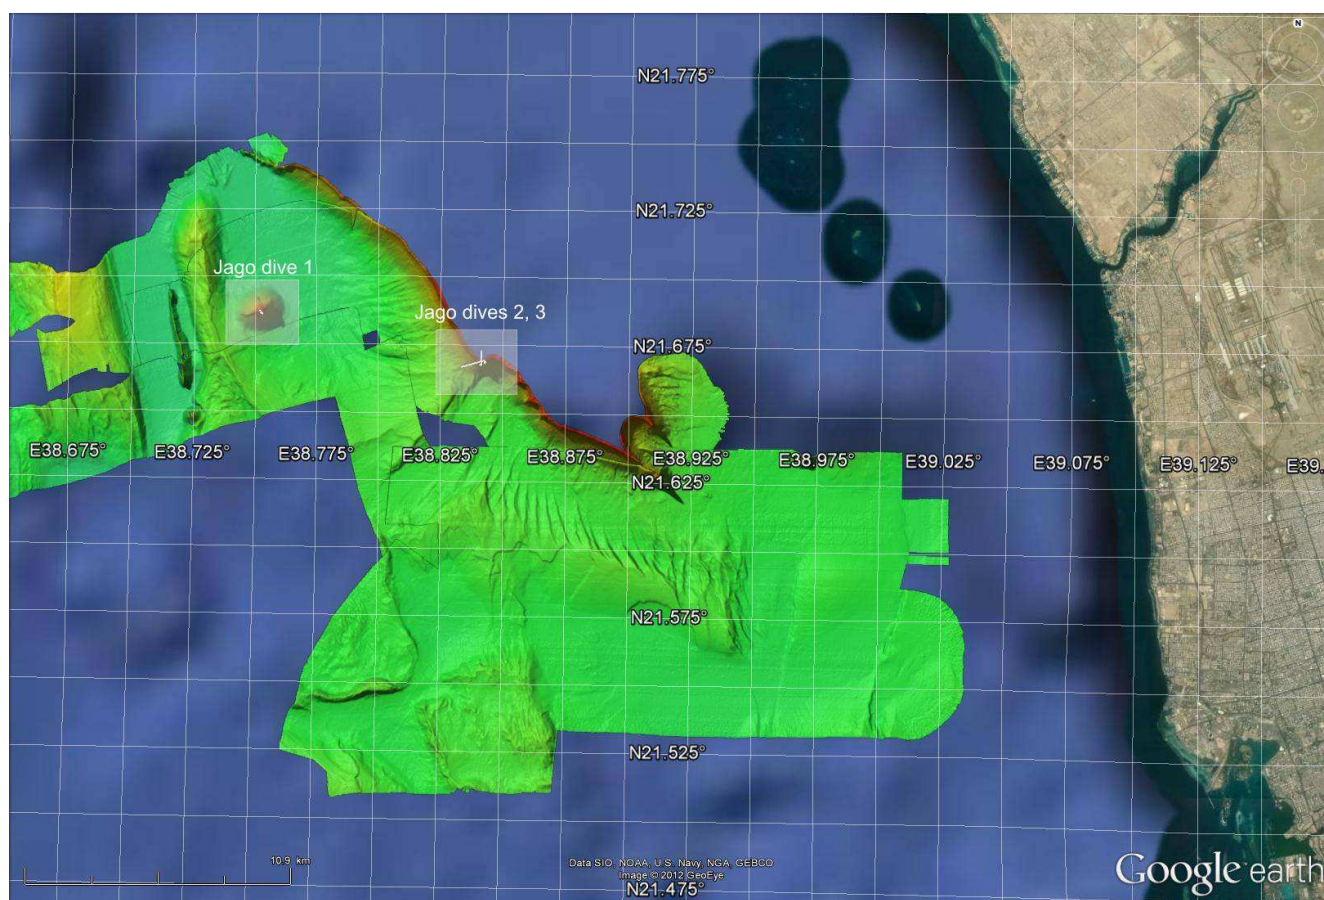 N
N21.775°
N21.725°
Jago dive 1
Jago dives 2, 3
N21.675°
E38.675°
E38.725°
E38.775°
E38.825°
E38.875°
E38.925°
E38.975°
E39.025°
E39.075°
E39.125°
E39.
N21.625°
N21.575°
N21.525°
10.9 km
Data SIO, NOAA, U.S. Navy, NGA, GEBCO
Image © 2012 GeoEye
N21.475°
Google earth